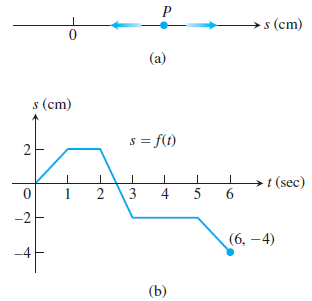 P
s (cm)
0
(a)
s (cm)
s = f(t)
2
t (sec)
0 1 2 3 4 5 6
−2
(6, −4)
−4
(b)